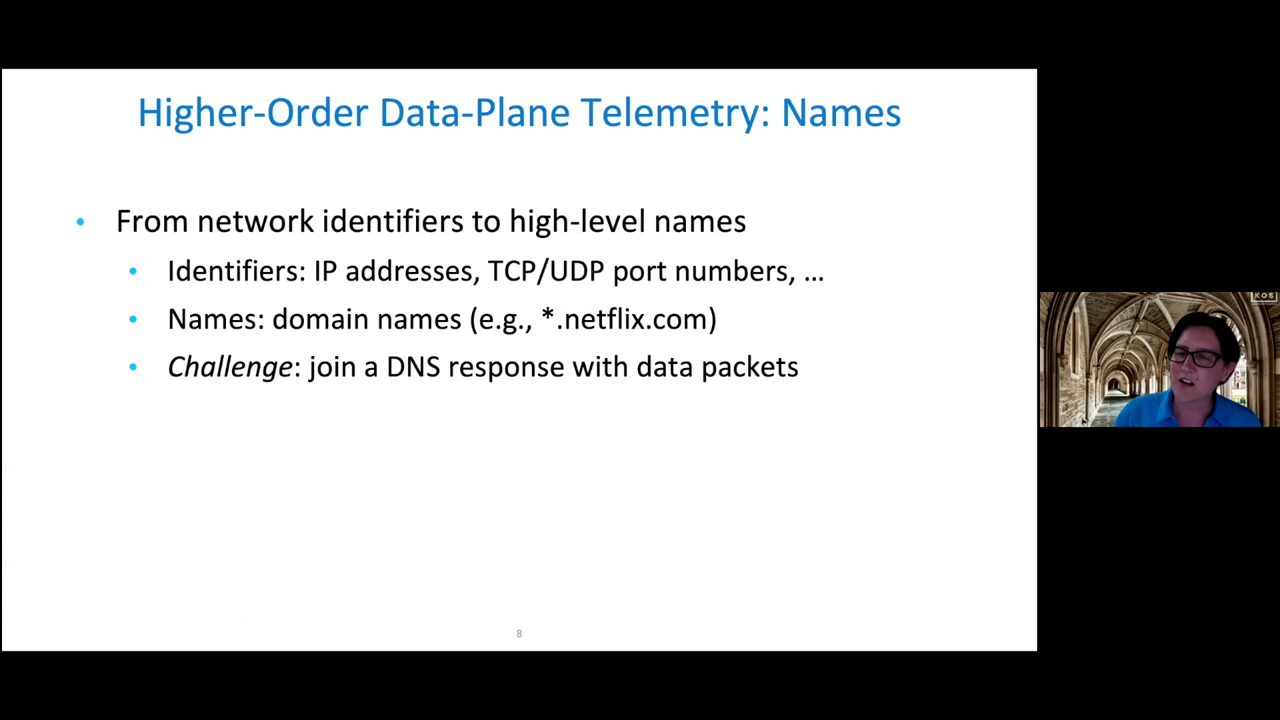 Higher-Order Data-Plane Telemetry: Names
• From network identifiers to high-level names
• Identifiers: IP addresses, TCP/UDP port numbers, ...
• Names: domain names (e.g., *.netflix.com)
• Challenge: join a DNS response with data packets
8
KOS